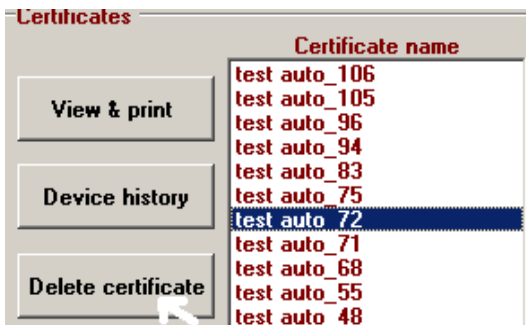 Certificates
Certificate name
View & print
Device history
Delete certificate
test auto_106
test auto_105
test auto_96
test auto_94
test auto_83
test auto_75
test auto_72
test auto_71
test auto_68
test auto_55
test auto_48